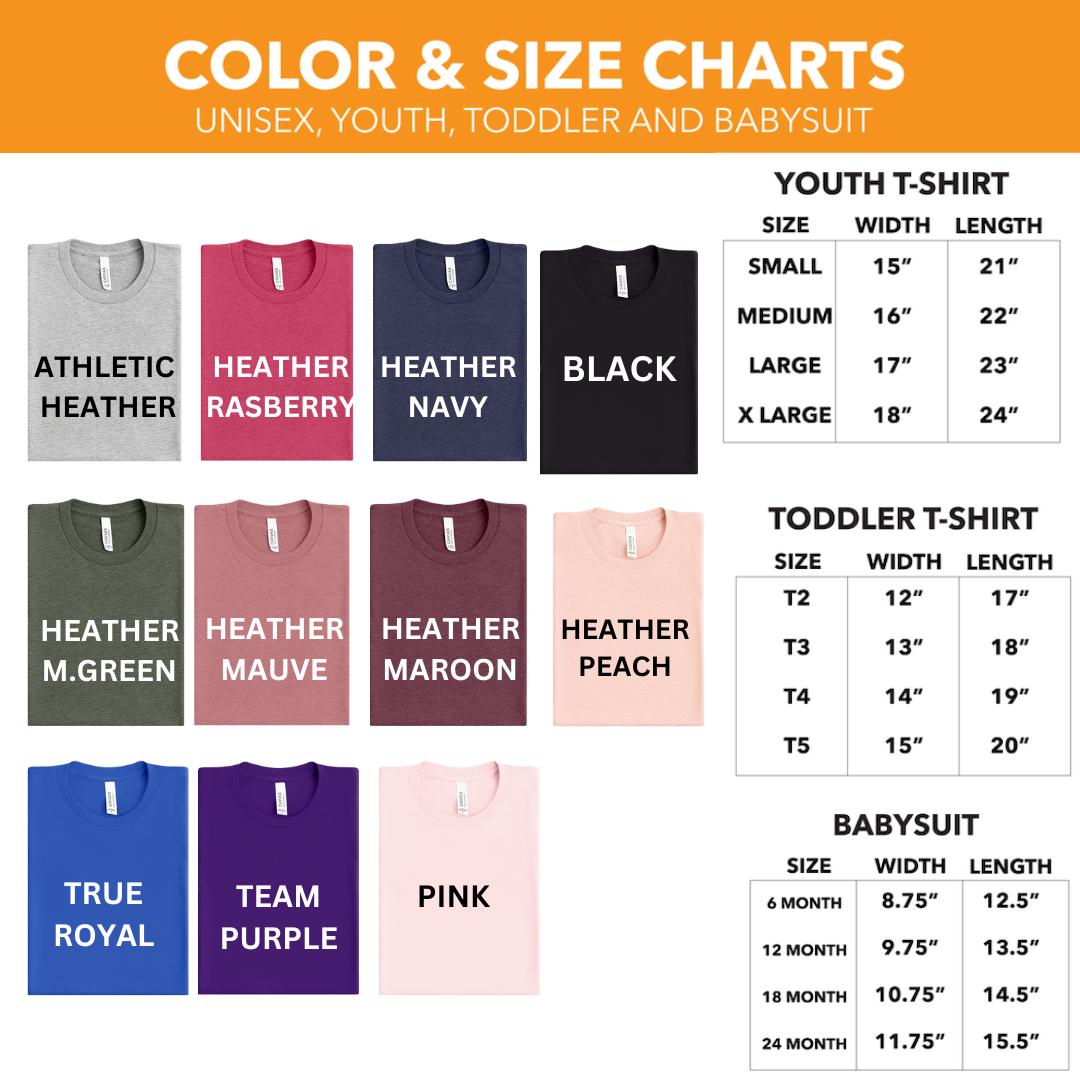 COLOR & SIZE CHARTS
UNISEX, YOUTH, TODDLER AND BABYSUIT
ATHLETIC
HEATHER
HEATHER
RASBERRY
HEATHER
NAVY
BLACK
HEATHER
M.GREEN
HEATHER
MAUVE
HEATHER
MAROON
HEATHER
PEACH
TRUE
ROYAL
TEAM
PURPLE
PINK
YOUTH T-SHIRT
SIZE WIDTH LENGTH
SMALL 15” 21”
MEDIUM 16” 22”
LARGE 17” 23”
X LARGE 18” 24”
TODDLER T-SHIRT
SIZE WIDTH LENGTH
T2 12” 17”
T3 13” 18”
T4 14” 19”
T5 15” 20”
BABYSUIT
SIZE WIDTH LENGTH
6 MONTH 8.75” 12.5”
12 MONTH 9.75” 13.5”
18 MONTH 10.75” 14.5”
24 MONTH 11.75” 15.5”